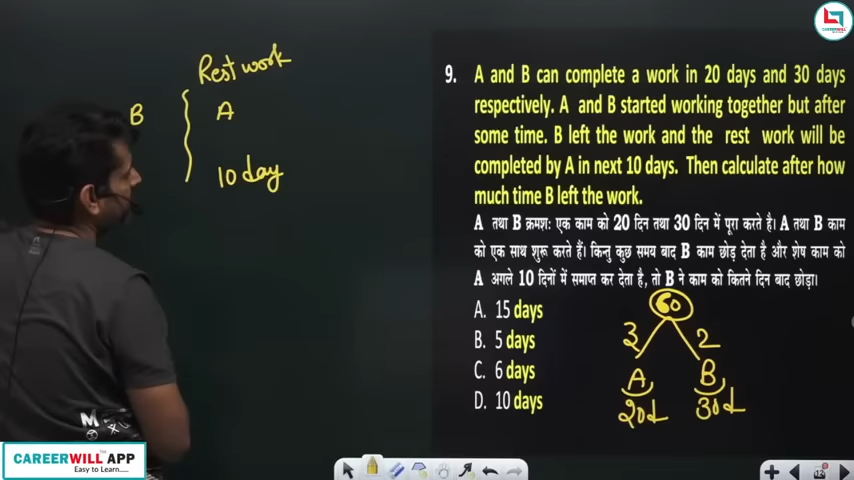 CAREERWILL
Rest work
B A
10 day
9. A and B can complete a work in 20 days and 30 days
respectively. A and B started working together but after
some time. B left the work and the rest work will be
completed by A in next 10 days. Then calculate after how
much time B left the work.
A तथा B क्रमशः एक काम को 20 दिन तथा 30 दिन में पूरा करते है। A तथा B काम
को एक साथ शुरू करते हैं। किन्तु कुछ समय बाद B काम छोड़ देता है और शेष काम को
A अगले 10 दिनों में समाप्त कर देता है, तो B ने काम को कितने दिन बाद छोड़ा।
A. 15 days
B. 5 days
C. 6 days
D. 10 days
60
3 2
A B
20d 30d
M
CAREERWILL APP
Easy to Learn.....